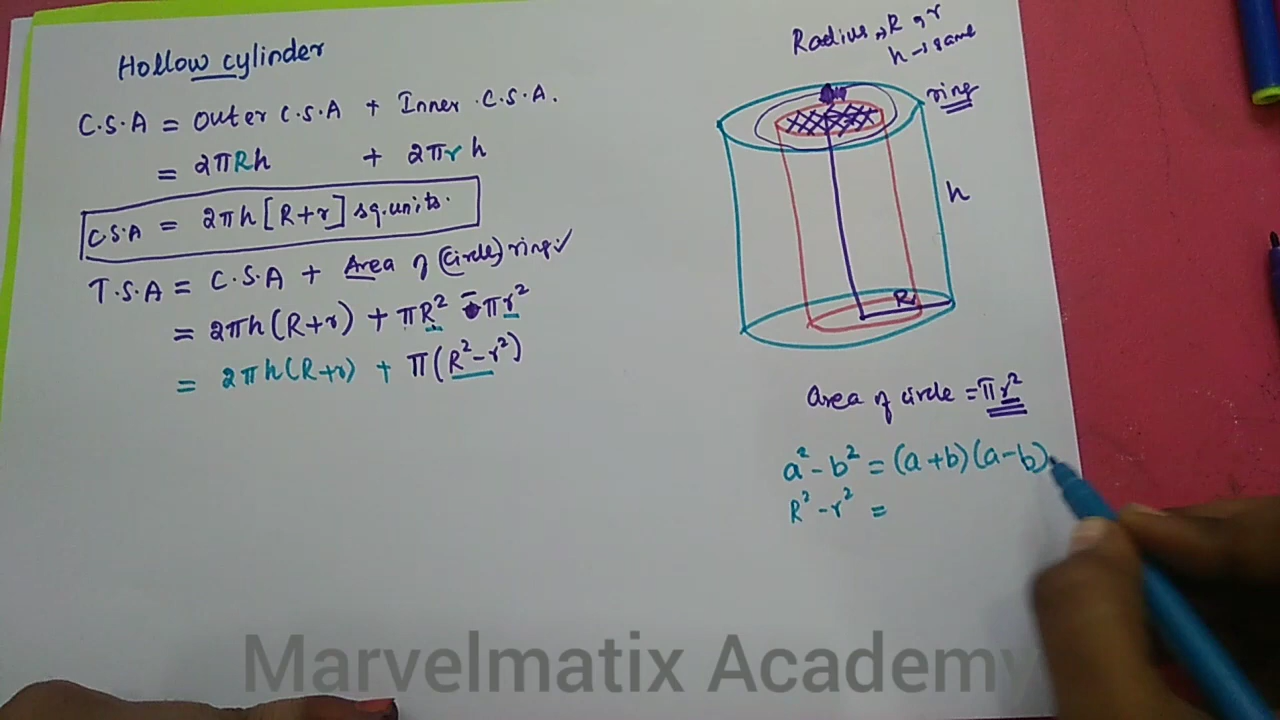 Hollow cylinder
C.S.A = Outer C.S.A + Inner C.S.A.
= 2πRh + 2πrh
C.S.A = 2πh[R+r] sq.units.
T.S.A = C.S.A + Area of (circle) ring ✓
= 2πh(R+r) + πR² - πr²
= 2πh(R+r) + π(R²-r²)
Radius → R
h → same
ring
h
R
Area of circle = πr²
a² - b² = (a+b)(a-b)
R² - r² =
Marvelmatix Academy